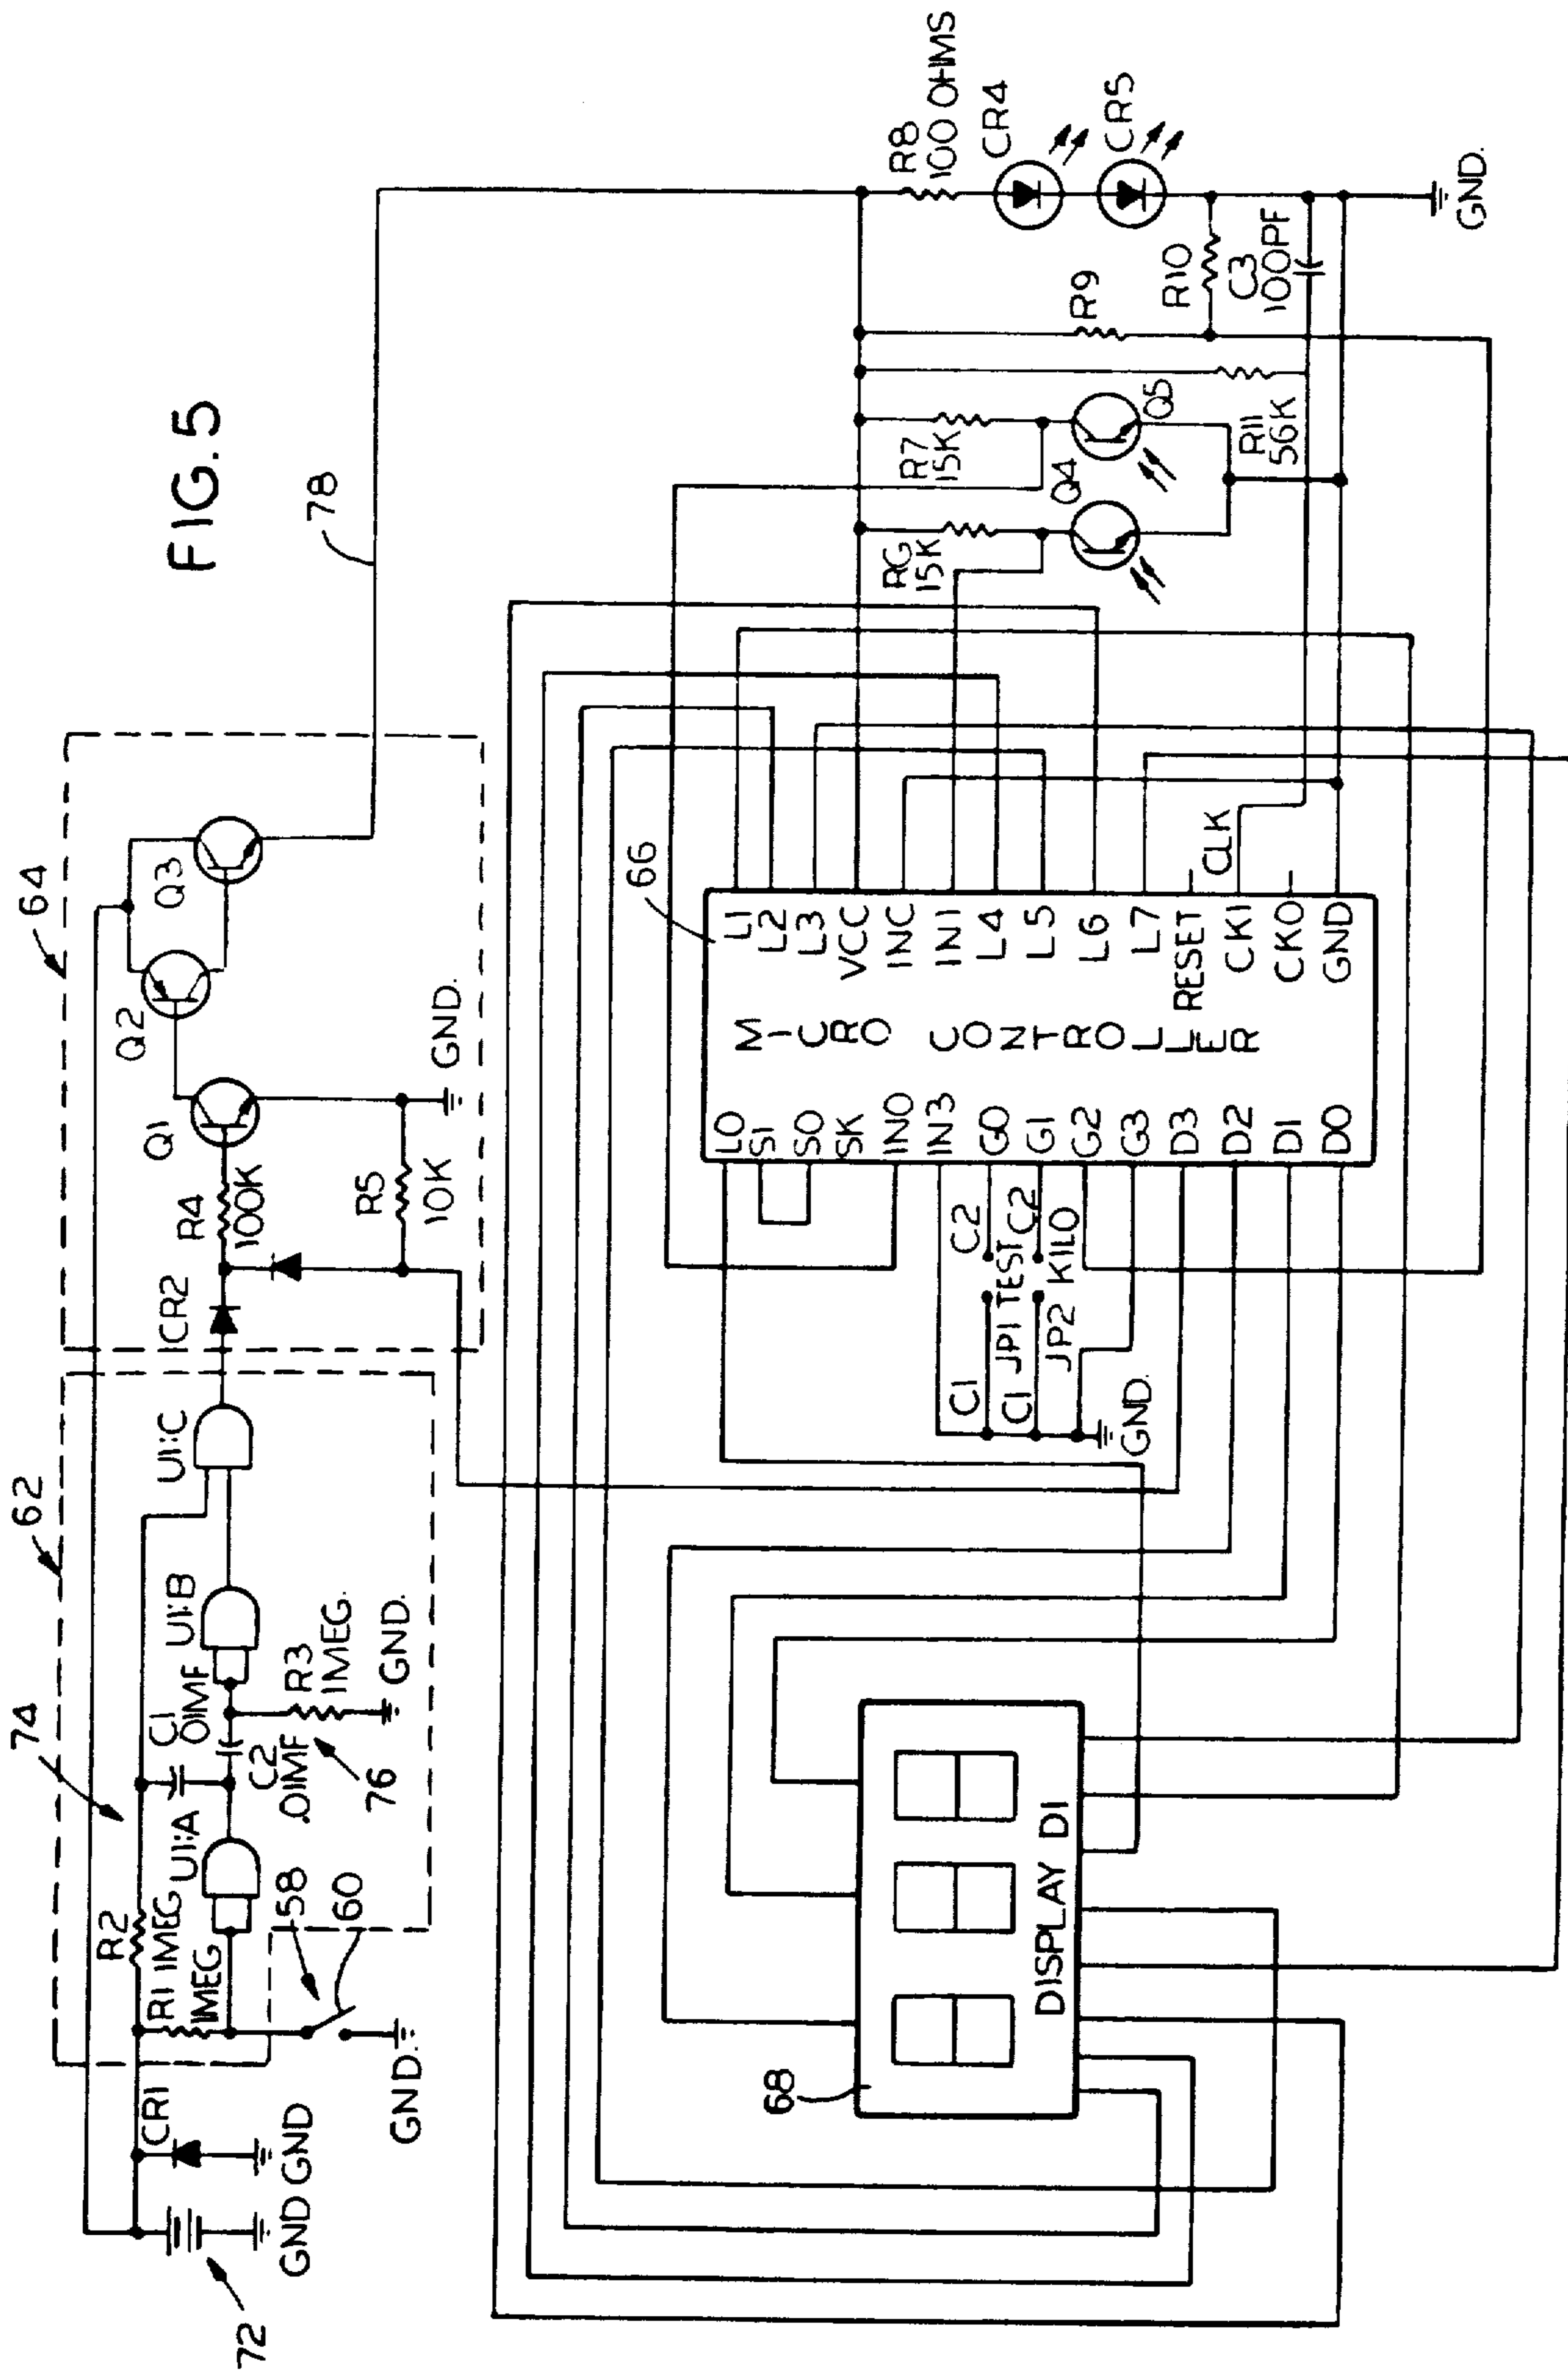 FIG. 5
62
64
74
78
72
CR1
GND
GND
GND.
R2
R1 1MEG
1MEG
58
60
U1:A
C1
.01MF
C2
.01MF
76
U1:B
R3
1MEG.
GND.
U1:C
CR2
R4
100K
R5
10K
Q1
GND.
Q2
Q3
66
MICRO CONTROLLER
L0
S1
S0
SK
IN0
IN3
G0
G1
G2
G3
D3
D2
D1
D0
L1
L2
L3
VCC
INC
IN1
L4
L5
L6
L7
RESET
CK1
CKO
GND
CLK
C1
JP1 TEST
C2
C1
JP2 KILO
C2
GND.
68
DISPLAY D1
RG
15K
Q4
R7
15K
Q5
R11
56K
R9
R10
C3
100PF
R8
100 OHMS
CR4
CR5
GND.